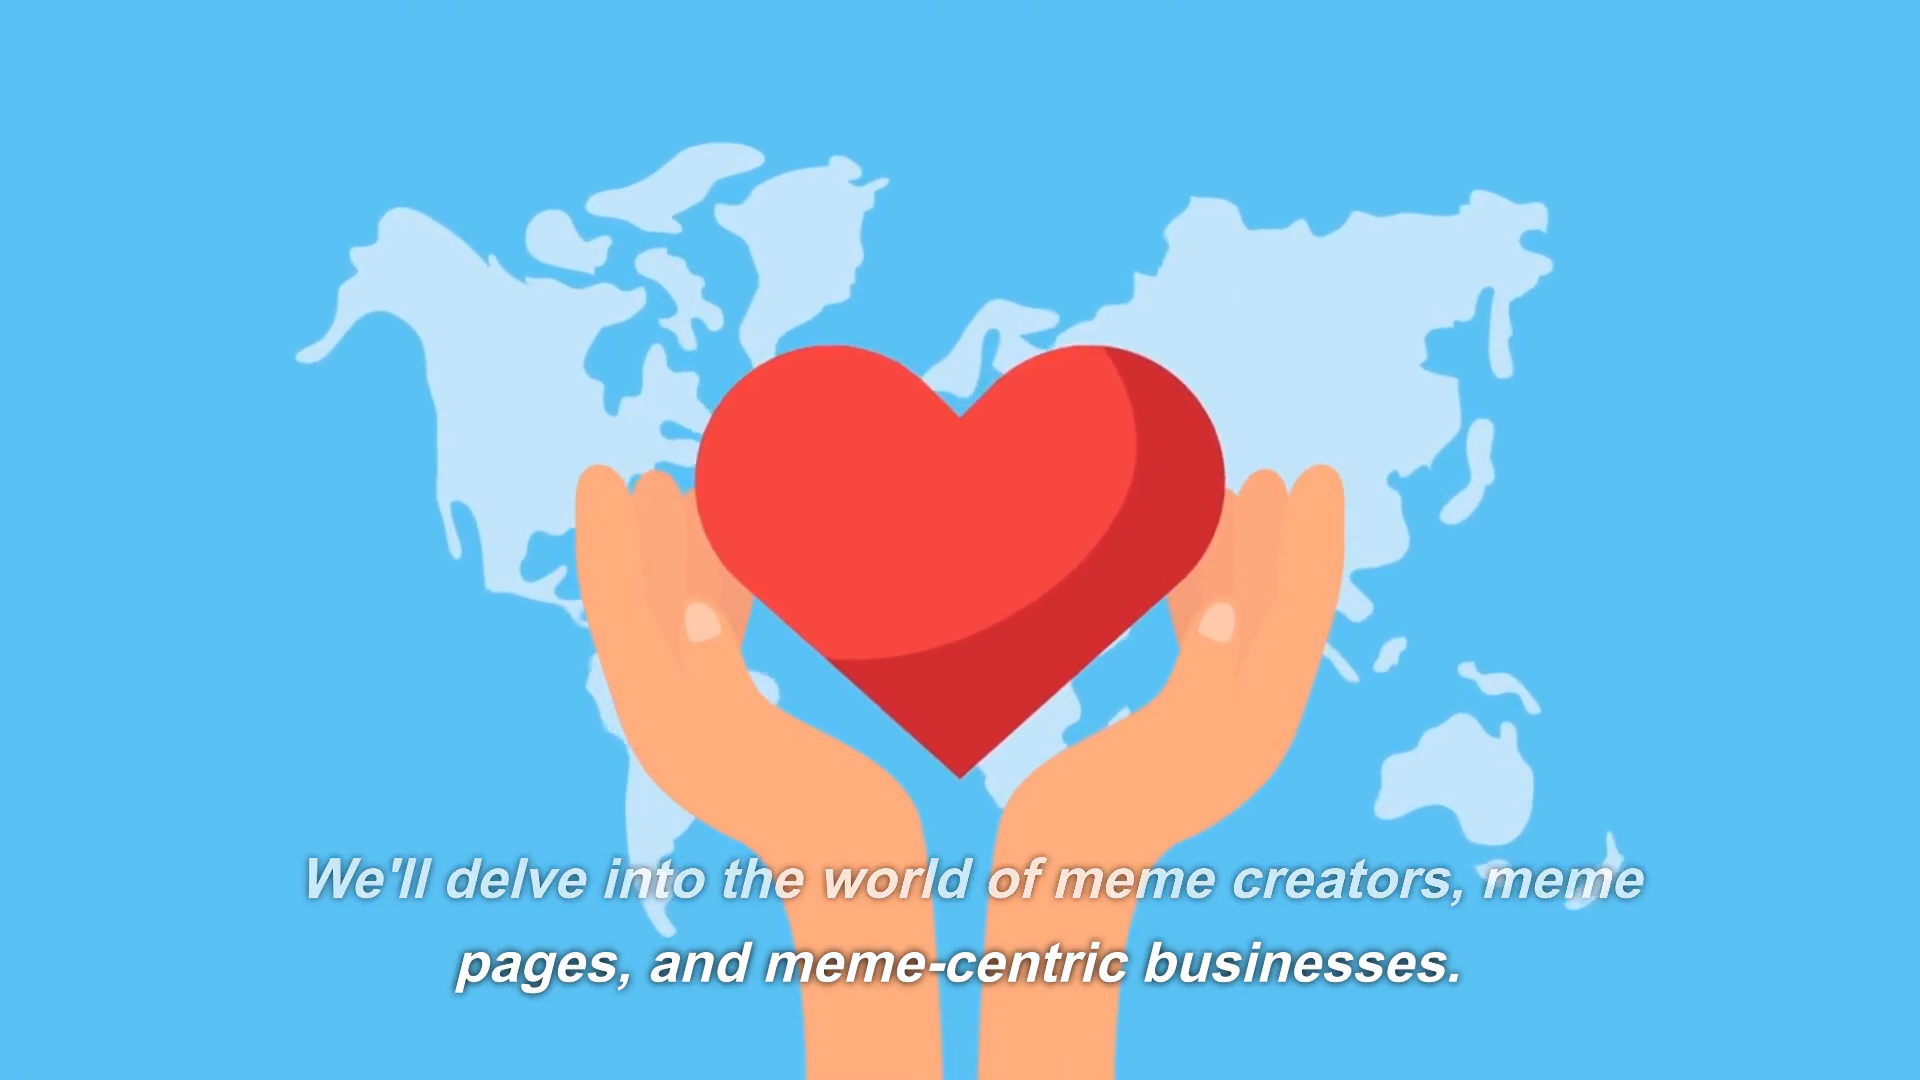 We'll delve into the world of meme creators, meme
pages, and meme-centric businesses.